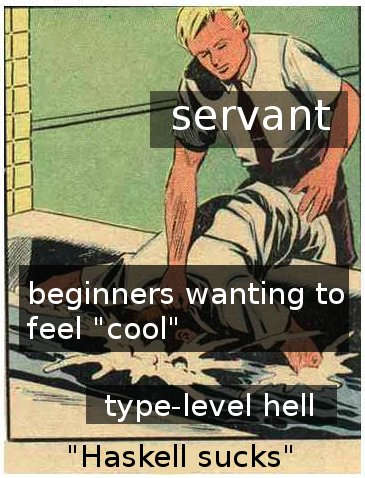 servant
beginners wanting to
feel "cool"
type-level hell
"Haskell sucks"